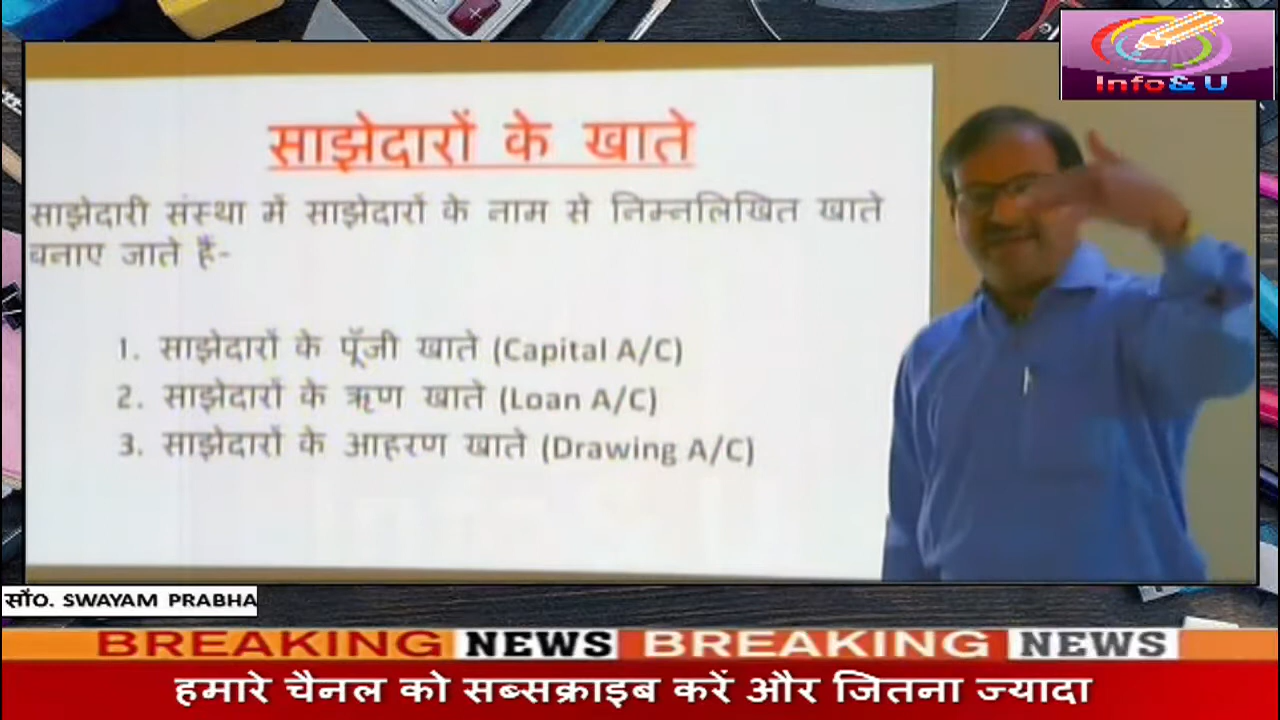 Info & U
साझेदारों के खाते
साझेदारी संस्था में साझेदारों के नाम से निम्नलिखित खाते
बनाए जाते हैं-
1. साझेदारों के पूँजी खाते (Capital A/C)
2. साझेदारों के ऋण खाते (Loan A/C)
3. साझेदारों के आहरण खाते (Drawing A/C)
सौंO. SWAYAM PRABHA
BREAKING NEWS BREAKING NEWS
हमारे चैनल को सब्सक्राइब करें और जितना ज्यादा